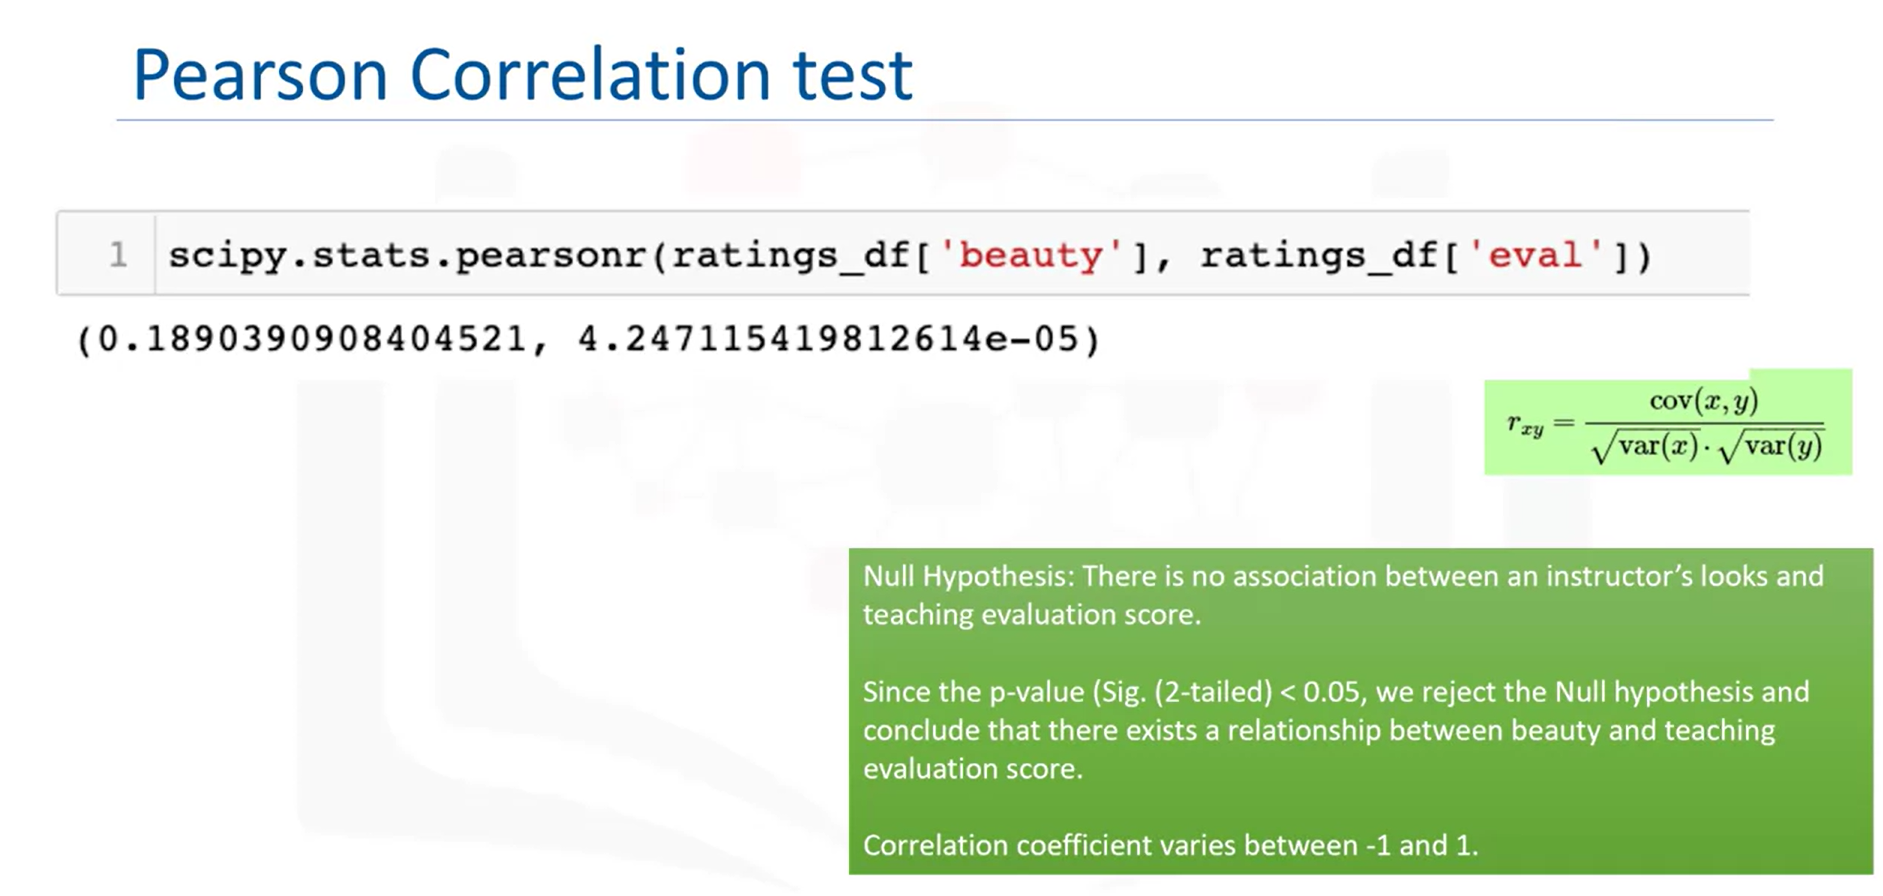 Pearson Correlation test
1 scipy.stats.pearsonr(ratings_df['beauty'], ratings_df['eval'])
(0.1890390908404521, 4.247115419812614e-05)
r_xy = cov(x, y) / √var(x) · √var(y)
Null Hypothesis: There is no association between an instructor’s looks and
teaching evaluation score.
Since the p-value (Sig. (2-tailed) < 0.05, we reject the Null hypothesis and
conclude that there exists a relationship between beauty and teaching
evaluation score.
Correlation coefficient varies between -1 and 1.